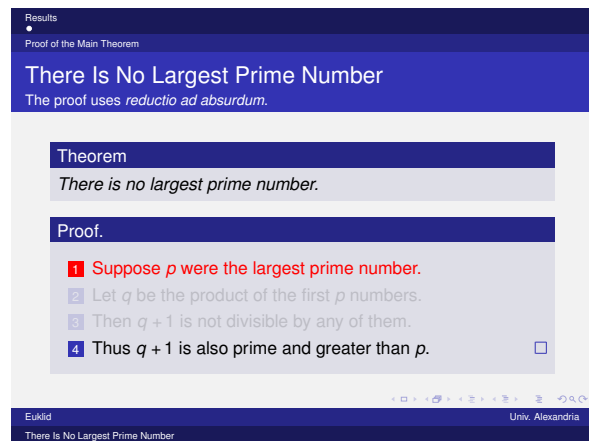 Results
Proof of the Main Theorem
There Is No Largest Prime Number
The proof uses reductio ad absurdum.
Theorem
There is no largest prime number.
Proof.
1 Suppose p were the largest prime number.
2 Let q be the product of the first p numbers.
3 Then q + 1 is not divisible by any of them.
4 Thus q + 1 is also prime and greater than p.
Euklid Univ. Alexandria
There Is No Largest Prime Number